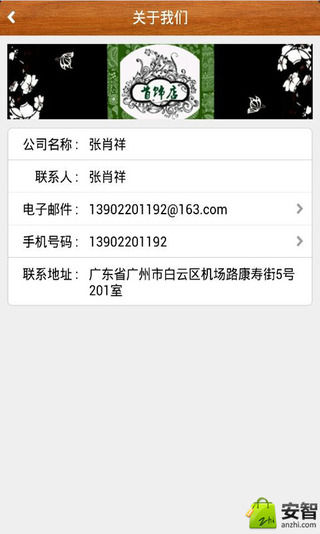 关于我们
首饰店
公司名称： 张肖祥
联系人： 张肖祥
电子邮件： 13902201192@163.com
手机号码： 13902201192
联系地址： 广东省广州市白云区机场路康寿街5号
201室
安智
anzhi.com